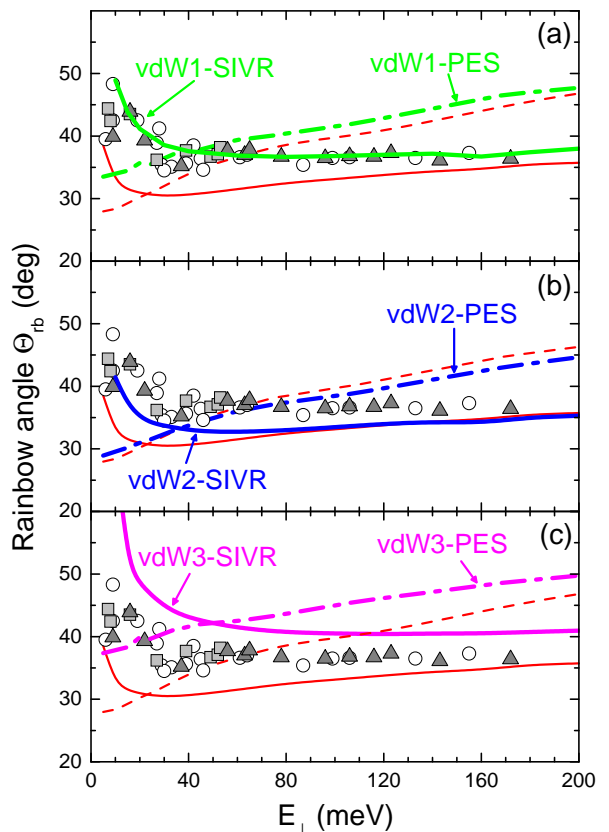 (a)
vdW1-SIVR
vdW1-PES
50
40
30
20
(b)
vdW2-PES
50
40
30
vdW2-SIVR
20
(c)
vdW3-SIVR
vdW3-PES
50
40
30
20
0 40 80 120 160 200
Rainbow angle Θrb (deg)
E⊥ (meV)